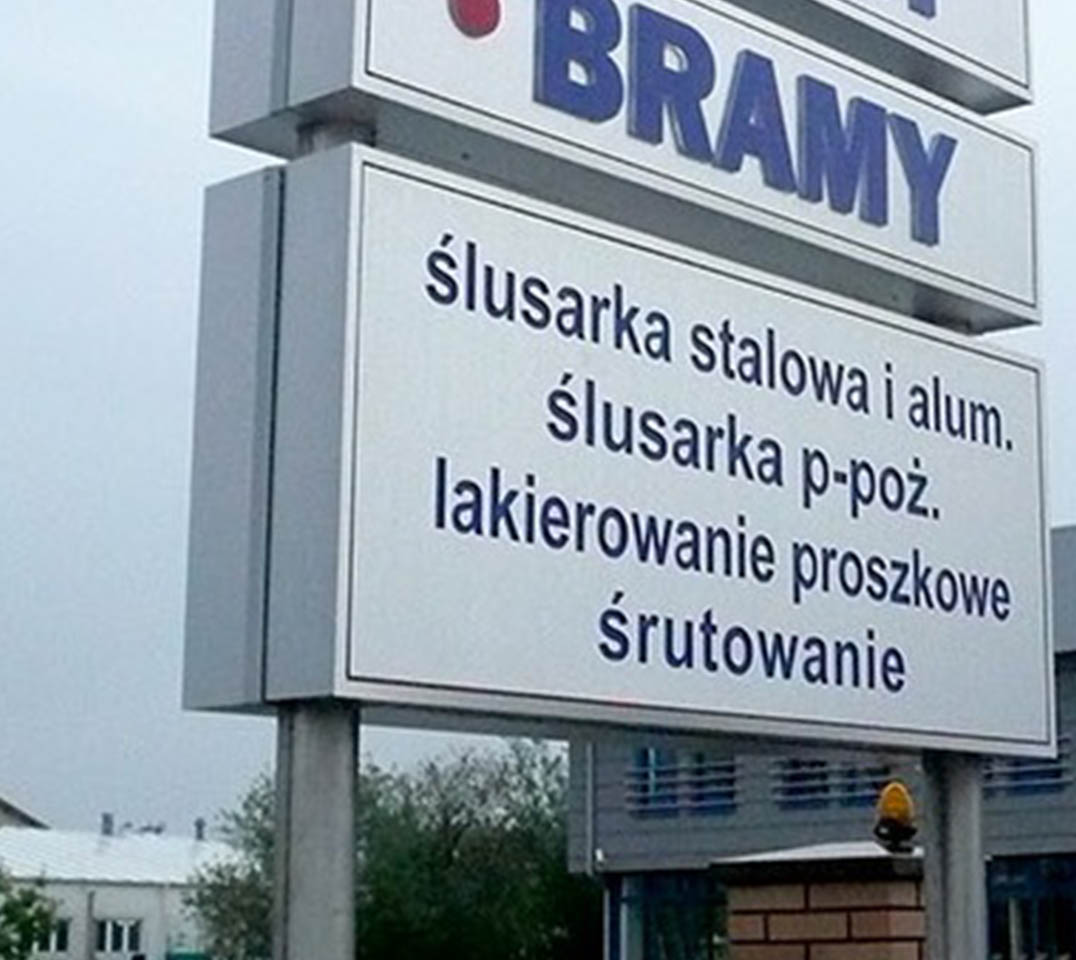 BRAMY
ślusarka stalowa i alum.
ślusarka p-poż.
lakierowanie proszkowe
śrutowanie